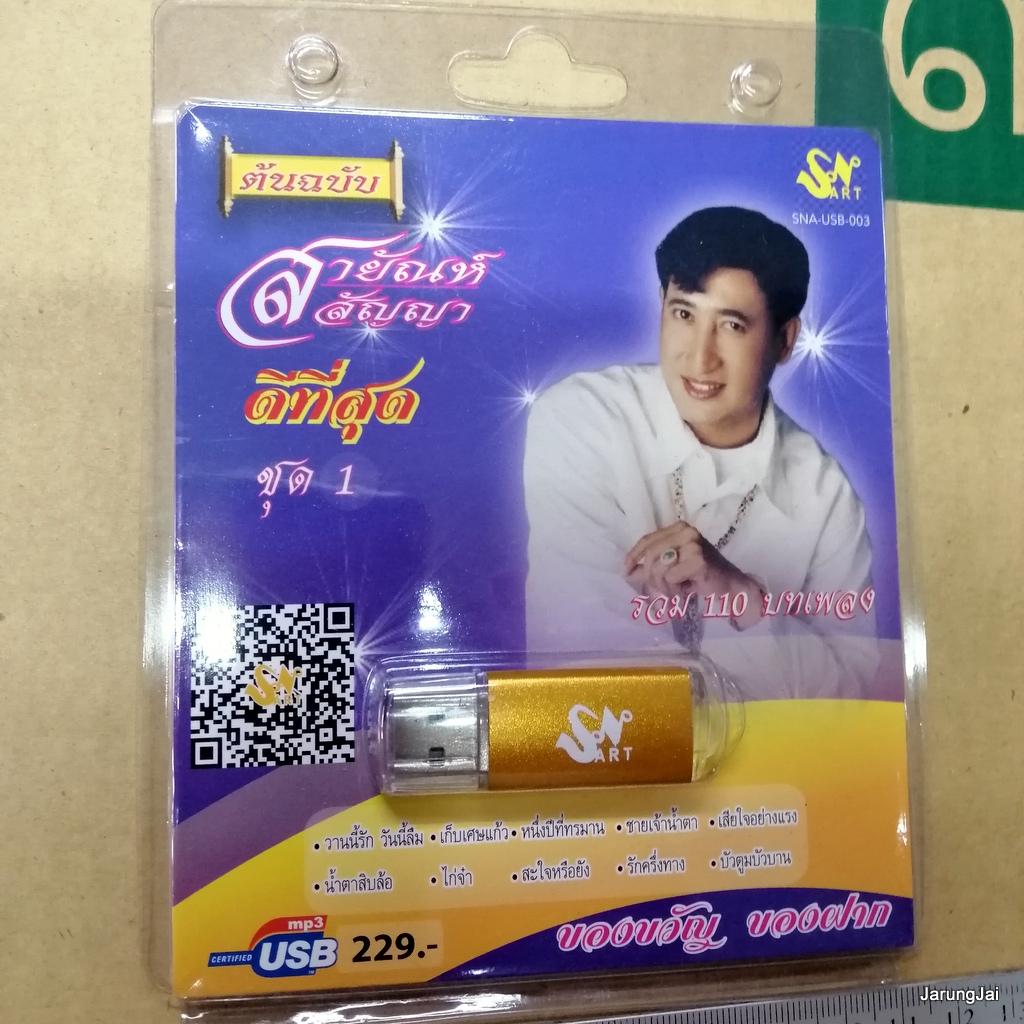 ต้นฉบับ
SN ART
SNA-USB-003
สายัณห์
สัญญา
ดีที่สุด
ชุด 1
รวม 110 บทเพลง
SN ART
SN
ART
• วานนี้รัก วันนี้ลืม • เก็บเศษแก้ว • หนึ่งปีที่ทรมาน • ชายเจ้าน้ำตา • เสียใจอย่างแรง
• น้ำตาสิบล้อ • ไก่จ๋า • สะใจหรือยัง • รักครึ่งทาง • บัวตูมบัวบาน
ของขวัญ ของฝาก
mp3
CERTIFIED USB ™ 229.-
JarungJai